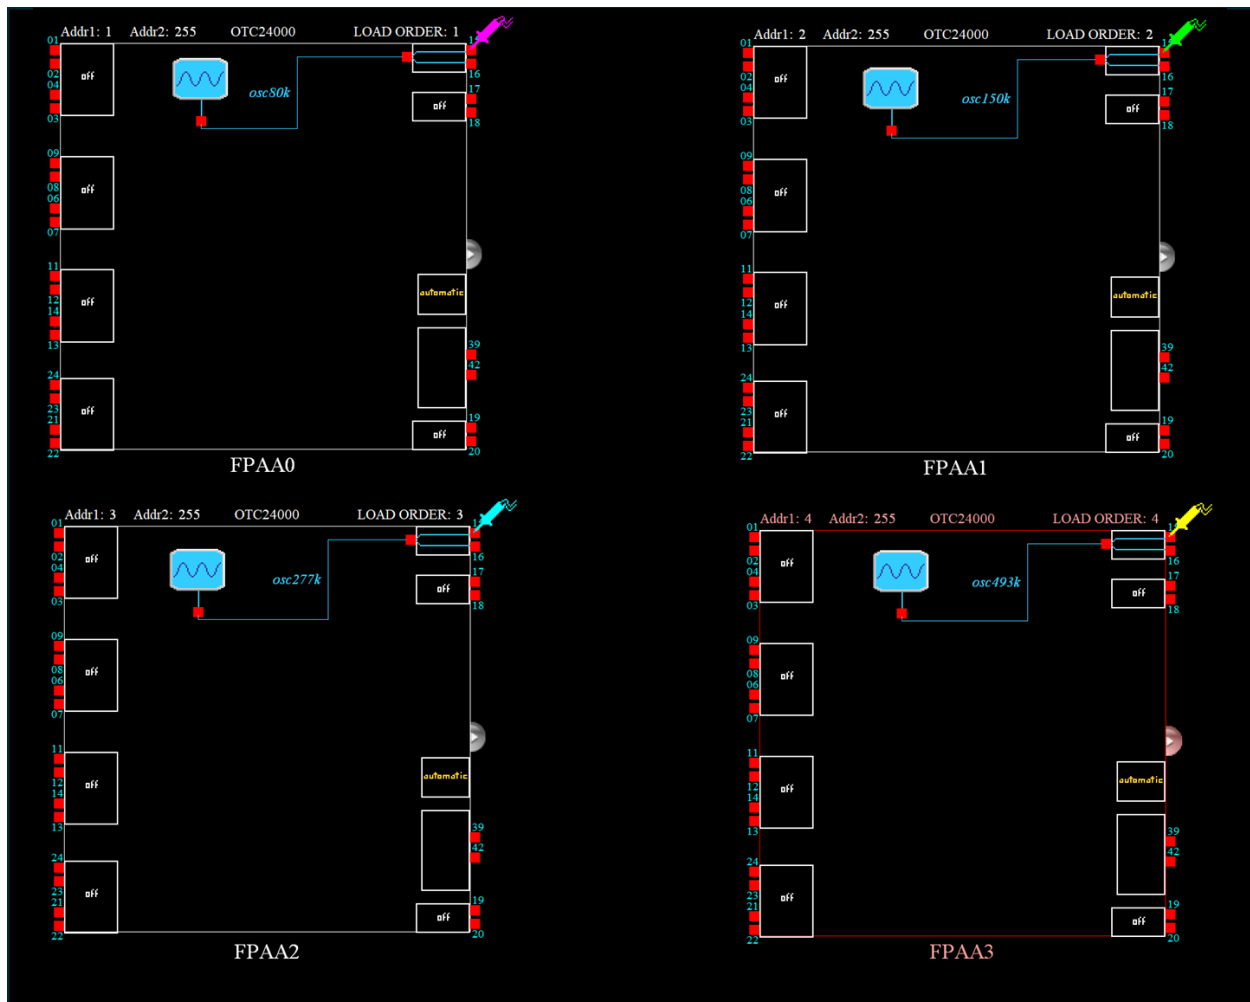 Addr1: 1 Addr2: 255 OTC24000 LOAD ORDER: 1
01
02
04
03
off
osc80k
16
17
18
off
09
08
06
07
off
11
12
14
13
off
automatic
39
42
24
23
21
22
off
19
20
off
FPAA0
Addr1: 2 Addr2: 255 OTC24000 LOAD ORDER: 2
01
02
04
03
off
osc150k
16
17
18
off
09
08
06
07
off
11
12
14
13
off
automatic
39
42
24
23
21
22
off
19
20
off
FPAA1
Addr1: 3 Addr2: 255 OTC24000 LOAD ORDER: 3
01
02
04
03
off
osc277k
16
17
18
off
09
08
06
07
off
11
12
14
13
off
automatic
39
42
24
23
21
22
off
19
20
off
FPAA2
Addr1: 4 Addr2: 255 OTC24000 LOAD ORDER: 4
01
02
04
03
off
osc493k
16
17
18
off
09
08
06
07
off
11
12
14
13
off
automatic
39
42
24
23
21
22
off
19
20
off
FPAA3